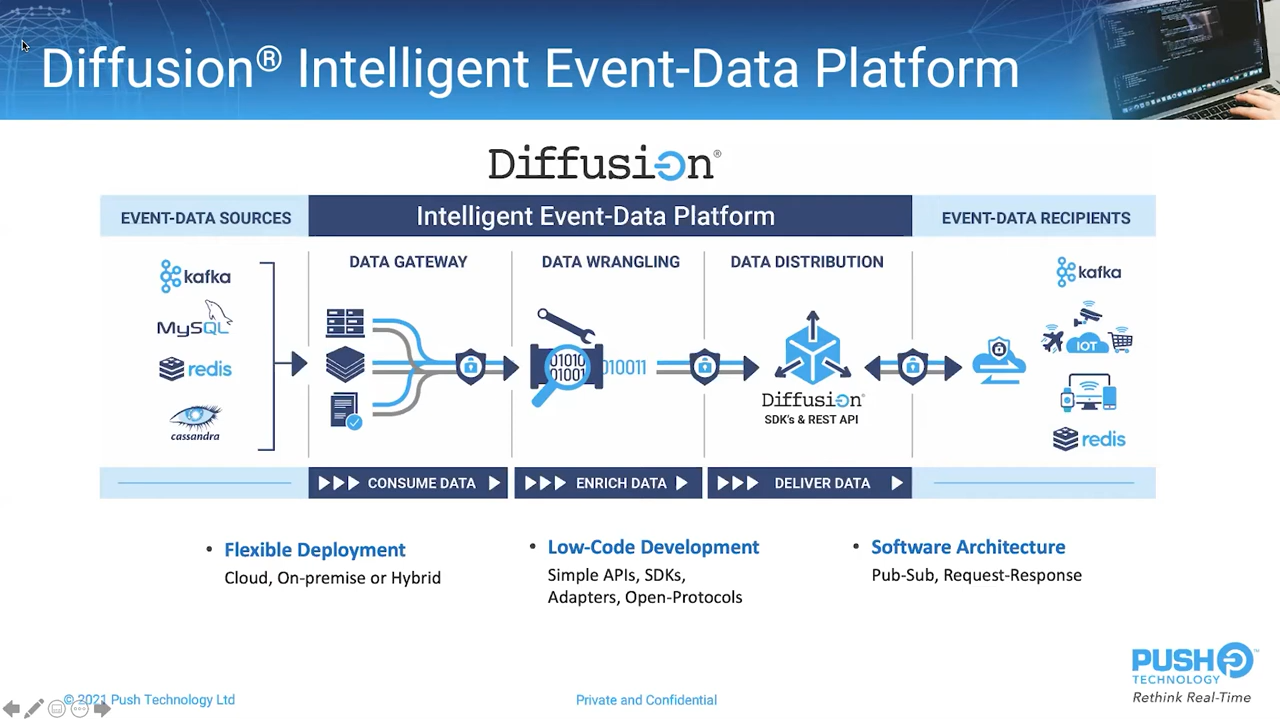 Diffusion® Intelligent Event-Data Platform
Diffusion®
EVENT-DATA SOURCES
Intelligent Event-Data Platform
EVENT-DATA RECIPIENTS
DATA GATEWAY
DATA WRANGLING
DATA DISTRIBUTION
kafka
MySQL
redis
cassandra
01010
01001
010011
Diffusion®
SDK's & REST API
kafka
IOT
redis
CONSUME DATA
ENRICH DATA
DELIVER DATA
• Flexible Deployment
Cloud, On-premise or Hybrid
• Low-Code Development
Simple APIs, SDKs,
Adapters, Open-Protocols
• Software Architecture
Pub-Sub, Request-Response
PUSH
TECHNOLOGY
Rethink Real-Time
© 2021 Push Technology Ltd
Private and Confidential